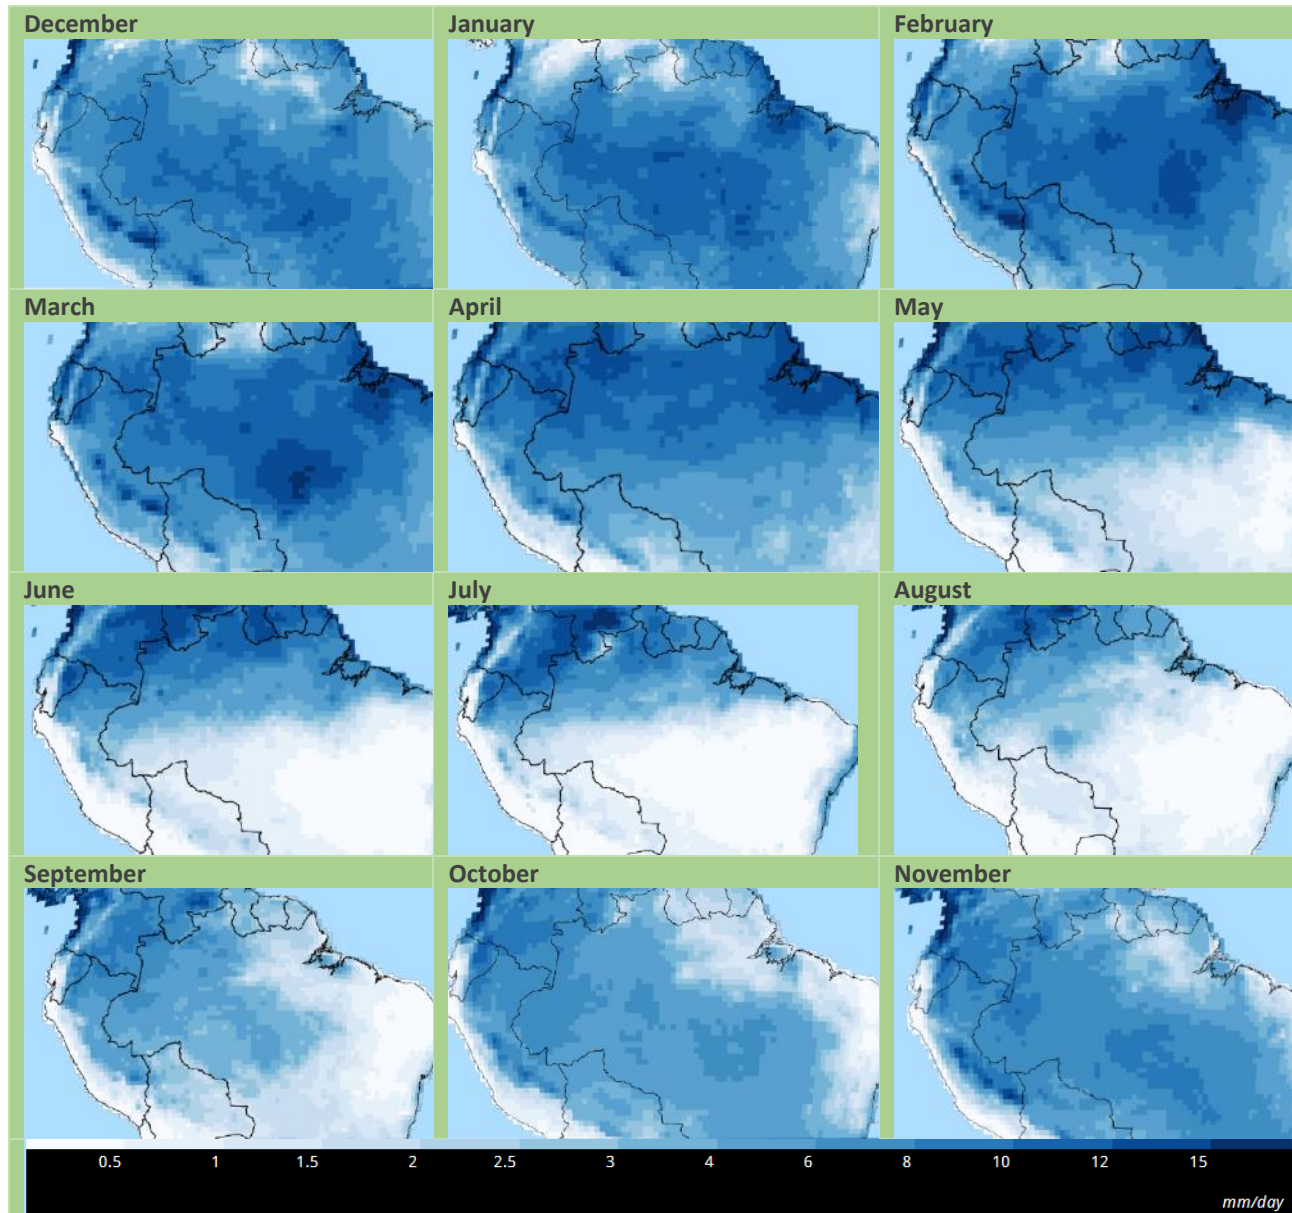 December January February
March April May
June July August
September October November
0.5 1 1.5 2 2.5 3 4 6 8 10 12 15
mm/day